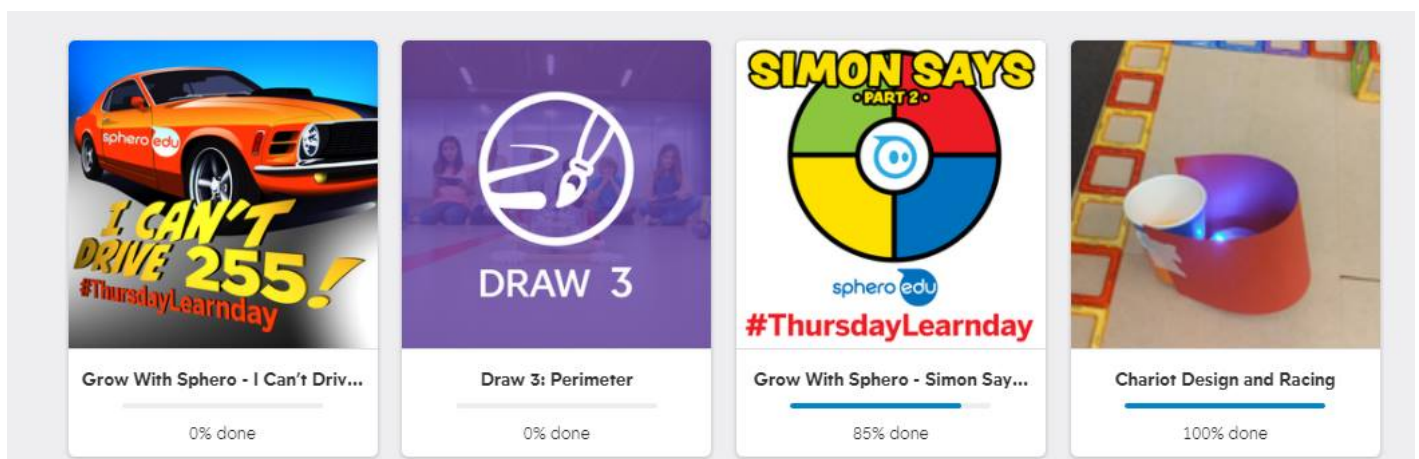 sphero edu
I CAN'T
DRIVE 255!
#ThursdayLearnday
Grow With Sphero - I Can't Driv...
0% done
DRAW 3
Draw 3: Perimeter
0% done
SIMON SAYS
• PART 2 •
sphero edu
#ThursdayLearnday
Grow With Sphero - Simon Say...
85% done
Chariot Design and Racing
100% done